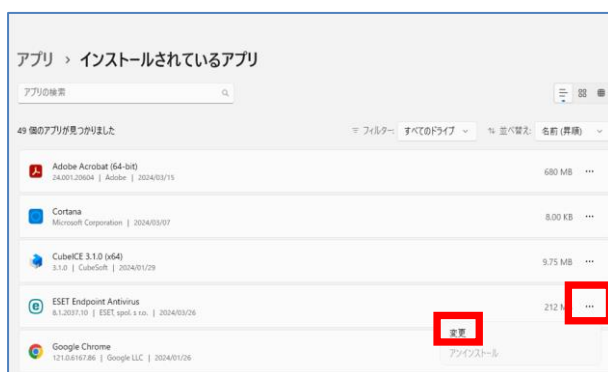 アプリ › インストールされているアプリ
アプリの検索
49 個のアプリが見つかりました
フィルター: すべてのドライブ 並べ替え: 名前 (昇順)
Adobe Acrobat (64-bit)
24.001.20604 | Adobe | 2024/03/15
680 MB
Cortana
Microsoft Corporation | 2024/03/07
8.00 KB
CubeICE 3.1.0 (x64)
3.1.0 | CubeSoft | 2024/01/29
9.75 MB
ESET Endpoint Antivirus
8.1.2037.10 | ESET, spol. s r.o. | 2024/03/26
212 M
変更
アンインストール
Google Chrome
121.0.6167.86 | Google LLC | 2024/01/26